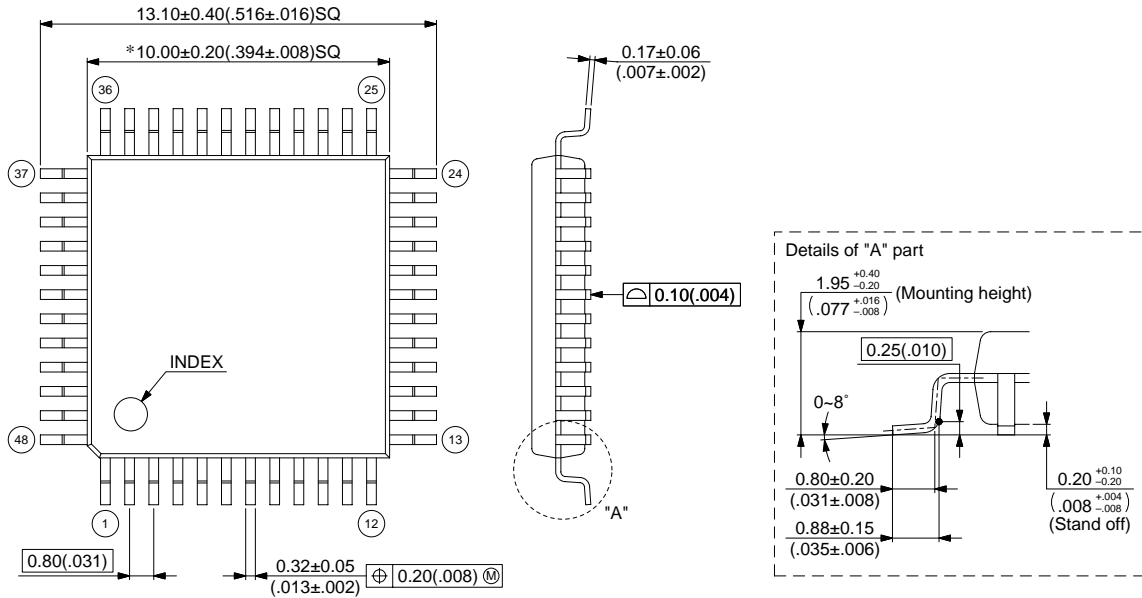 13.10±0.40(.516±.016)SQ
*10.00±0.20(.394±.008)SQ
0.17±0.06
(.007±.002)
36
25
37
24
INDEX
0.10(.004)
48
13
1
12
"A"
0.80(.031)
0.32±0.05
(.013±.002)
⌖ 0.20(.008) Ⓜ
Details of "A" part
1.95 +0.40 −0.20
(.077 +.016 −.008)
(Mounting height)
0.25(.010)
0~8°
0.80±0.20
(.031±.008)
0.88±0.15
(.035±.006)
0.20 +0.10 −0.20
(.008 +.004 −.008)
(Stand off)